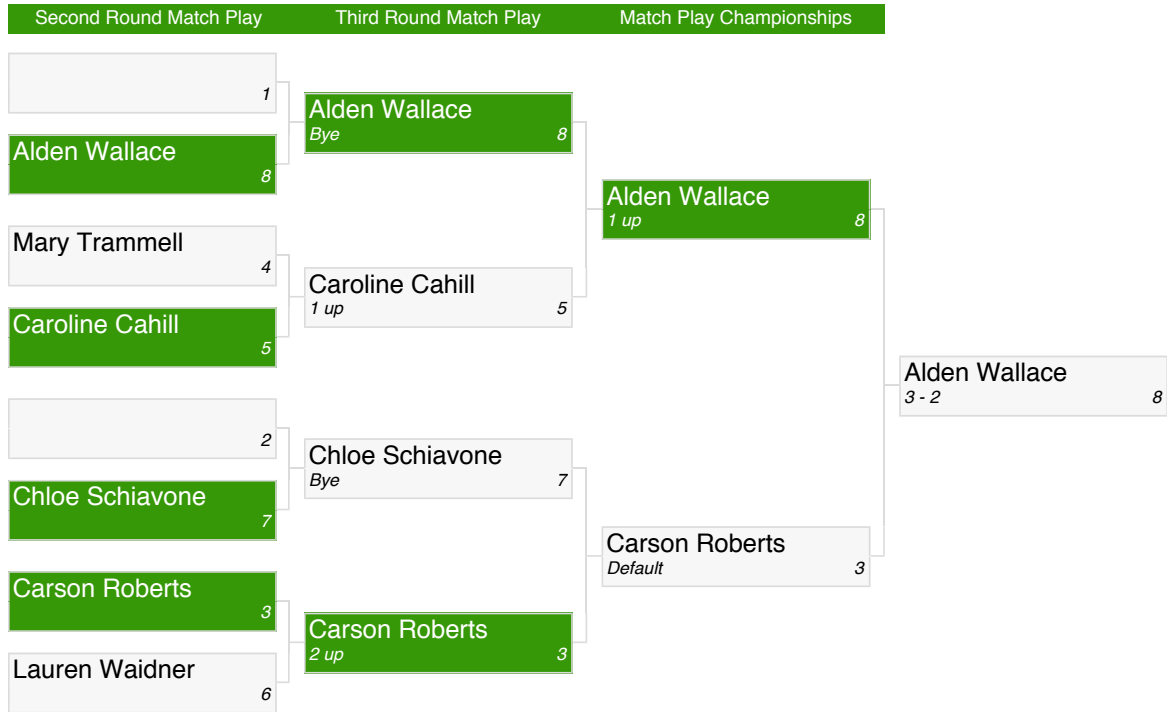 Second Round Match Play
Third Round Match Play
Match Play Championships
1
Alden Wallace
8
Mary Trammell
4
Caroline Cahill
5
2
Chloe Schiavone
7
Carson Roberts
3
Lauren Waidner
6
Alden Wallace
Bye 8
Caroline Cahill
1 up 5
Chloe Schiavone
Bye 7
Carson Roberts
2 up 3
Alden Wallace
1 up 8
Carson Roberts
Default 3
Alden Wallace
3 - 2 8